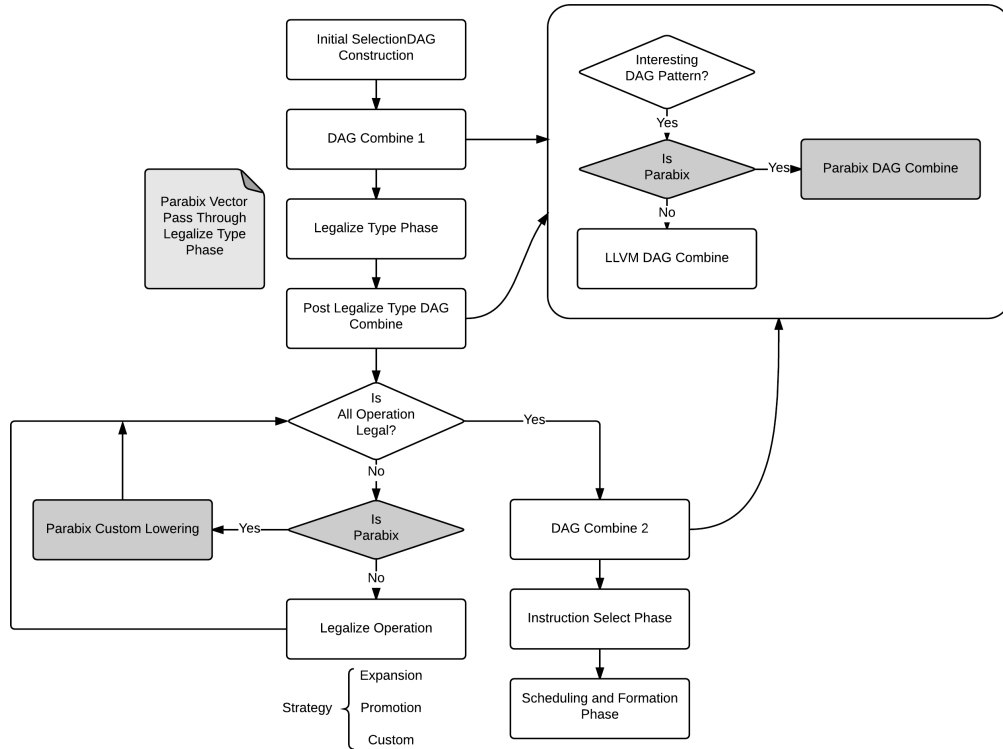 Initial SelectionDAG
Construction
DAG Combine 1
Parabix Vector
Pass Through
Legalize Type
Phase
Legalize Type Phase
Post Legalize Type DAG
Combine
Interesting
DAG Pattern?
Yes
Is
Parabix
Yes
Parabix DAG Combine
No
LLVM DAG Combine
Is
All Operation
Legal?
Yes
No
Is
Parabix
Yes
Parabix Custom Lowering
No
Legalize Operation
Strategy
Expansion
Promotion
Custom
DAG Combine 2
Instruction Select Phase
Scheduling and Formation
Phase